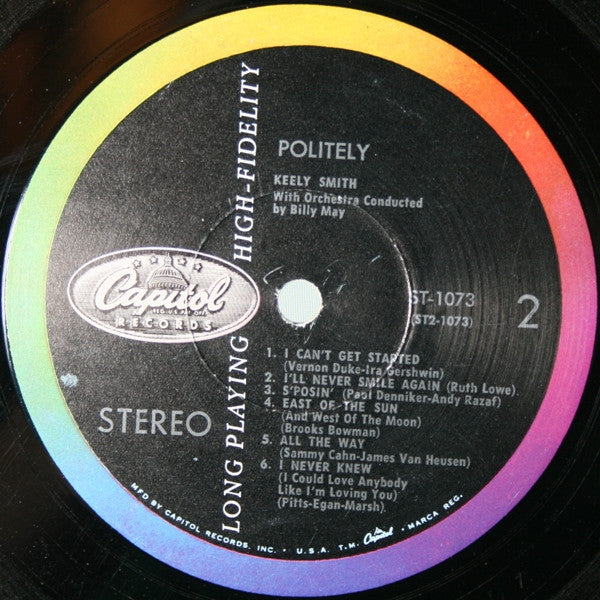 POLITELY
KEELY SMITH
With Orchestra Conducted
by Billy May
LONG PLAYING HIGH-FIDELITY
Capitol
REG. U.S. PAT. OFF.
RECORDS
STEREO
ST-1073
(ST2-1073)
2
1. I CAN'T GET STARTED
(Vernon Duke-Ira Gershwin)
2. I'LL NEVER SMILE AGAIN (Ruth Lowe)
3. S'POSIN' (Paul Denniker-Andy Razaf)
4. EAST OF THE SUN
(And West Of The Moon)
(Brooks Bowman)
5. ALL THE WAY
(Sammy Cahn-James Van Heusen)
6. I NEVER KNEW
(I Could Love Anybody
Like I'm Loving You)
(Pitts-Egan-Marsh)
MFD BY CAPITOL RECORDS, INC. • U.S.A. T.M. Capitol • MARCA REG.